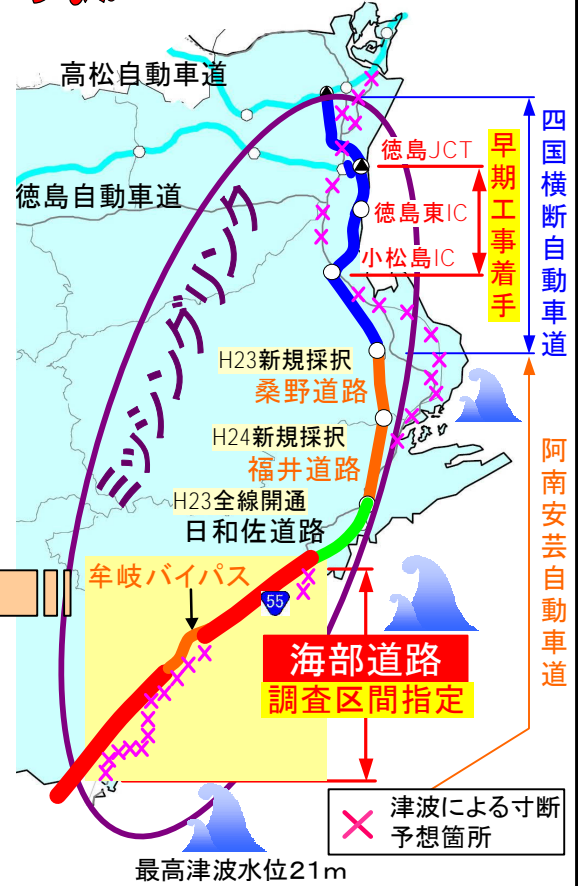 高松自動車道
徳島自動車道
ミッシングリンク
徳島JCT
徳島東IC
小松島IC
早期工事着手
四国横断自動車道
H23新規採択
桑野道路
H24新規採択
福井道路
H23全線開通
日和佐道路
阿南安芸自動車道
牟岐バイパス
55
海部道路
調査区間指定
津波による寸断
予想箇所
最高津波水位21m